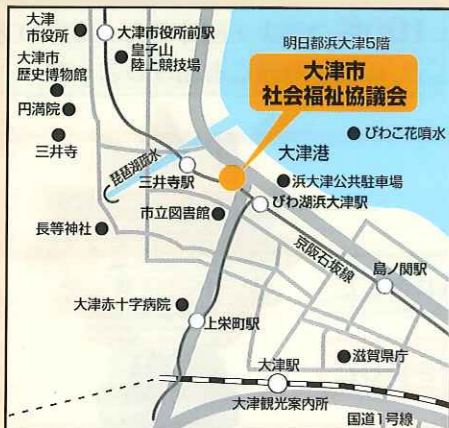 大津
市役所
大津市役所前駅
皇子山
陸上競技場
明日都浜大津5階
大津市
社会福祉協議会
大津市
歴史博物館
円満院
三井寺
琵琶湖疏水
三井寺駅
大津港
びわこ花噴水
浜大津公共駐車場
びわ湖浜大津駅
市立図書館
長等神社
京阪石坂線
島ノ関駅
大津赤十字病院
上栄町駅
滋賀県庁
大津駅
大津観光案内所
国道1号線